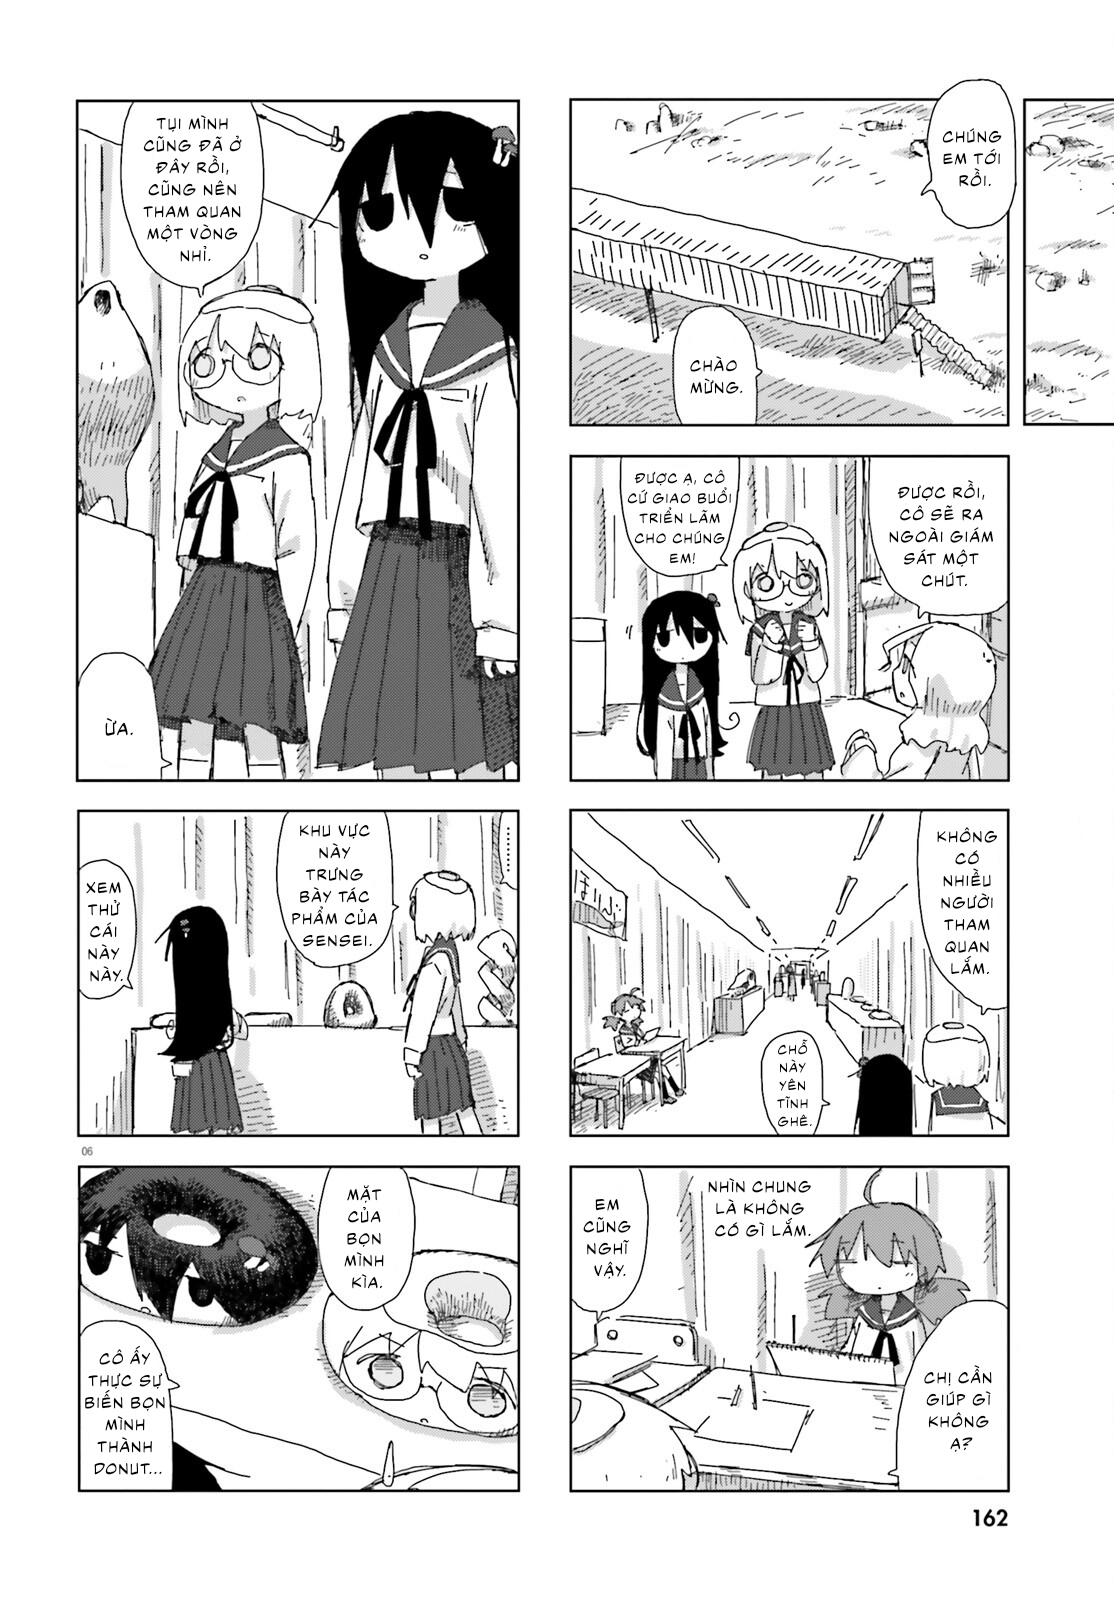 CHÚNG
EM TỚI
RỒI.
CHÀO
MỪNG.
ĐƯỢC RỒI,
CÔ SẼ RA
NGOÀI GIÁM
SÁT MỘT
CHÚT.
ĐƯỢC Ạ, CÔ
CỨ GIAO BUỔI
TRIỂN LÃM
CHO CHÚNG
EM!
KHÔNG
CÓ
NHIỀU
NGƯỜI
THAM
QUAN
LẮM.
CHỖ
NÀY
YÊN
TĨNH
GHÊ.
NHÌN CHUNG
LÀ KHÔNG
CÓ GÌ LẮM.
EM
CŨNG
NGHĨ
VẬY.
CHỊ CẦN
GIÚP GÌ
KHÔNG
Ạ?
TỤI MÌNH
CŨNG ĐÃ Ở
ĐÂY RỒI,
CŨNG NÊN
THAM QUAN
MỘT VÒNG
NHỈ.
ỪA.
.........
KHU VỰC
NÀY
TRƯNG
BÀY TÁC
PHẨM CỦA
SENSEI.
XEM
THỬ
CÁI NÀY
NÀY.
06
MẶT
CỦA
BỌN
MÌNH
KÌA.
CÔ ẤY
THỰC SỰ
BIẾN BỌN
MÌNH
THÀNH
DONUT...
162